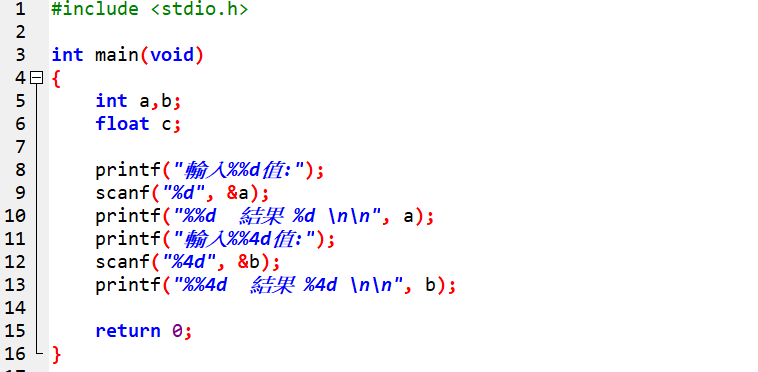 1 #include <stdio.h>
2
3 int main(void)
4 {
5     int a,b;
6     float c;
7
8     printf("輸入%%d值:");
9     scanf("%d", &a);
10     printf("%%d  結果 %d \n\n", a);
11     printf("輸入%%4d值:");
12     scanf("%4d", &b);
13     printf("%%4d  結果 %4d \n\n", b);
14
15     return 0;
16 }